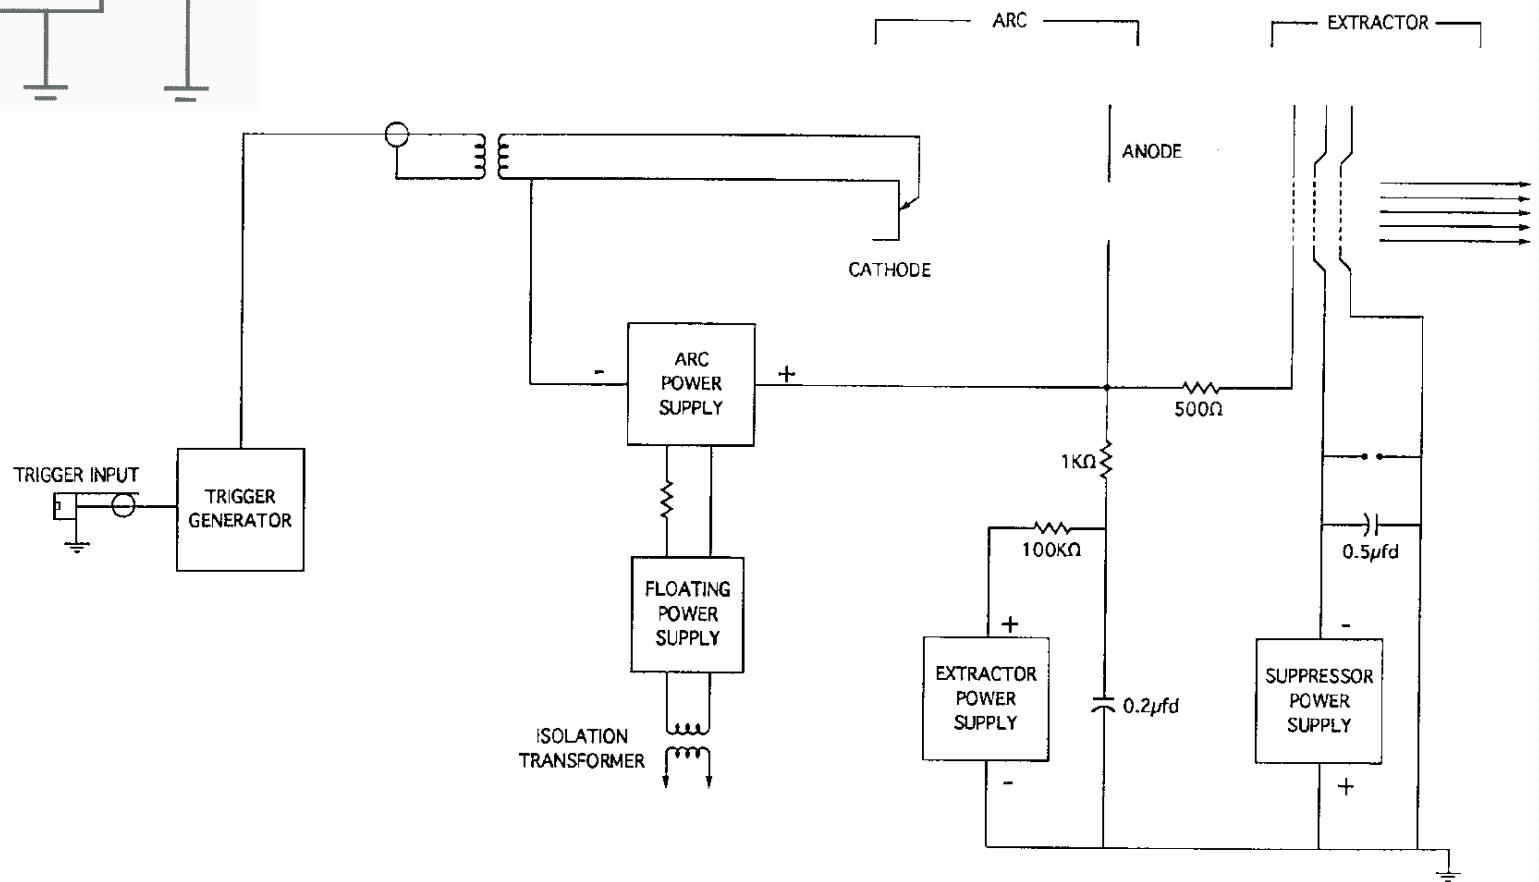 ARC
EXTRACTOR
ANODE
CATHODE
-
ARC
POWER
SUPPLY
+
500Ω
1KΩ
TRIGGER INPUT
TRIGGER
GENERATOR
100KΩ
0.5µfd
FLOATING
POWER
SUPPLY
+
-
EXTRACTOR
POWER
SUPPLY
0.2µfd
SUPPRESSOR
POWER
SUPPLY
ISOLATION
TRANSFORMER
-
+